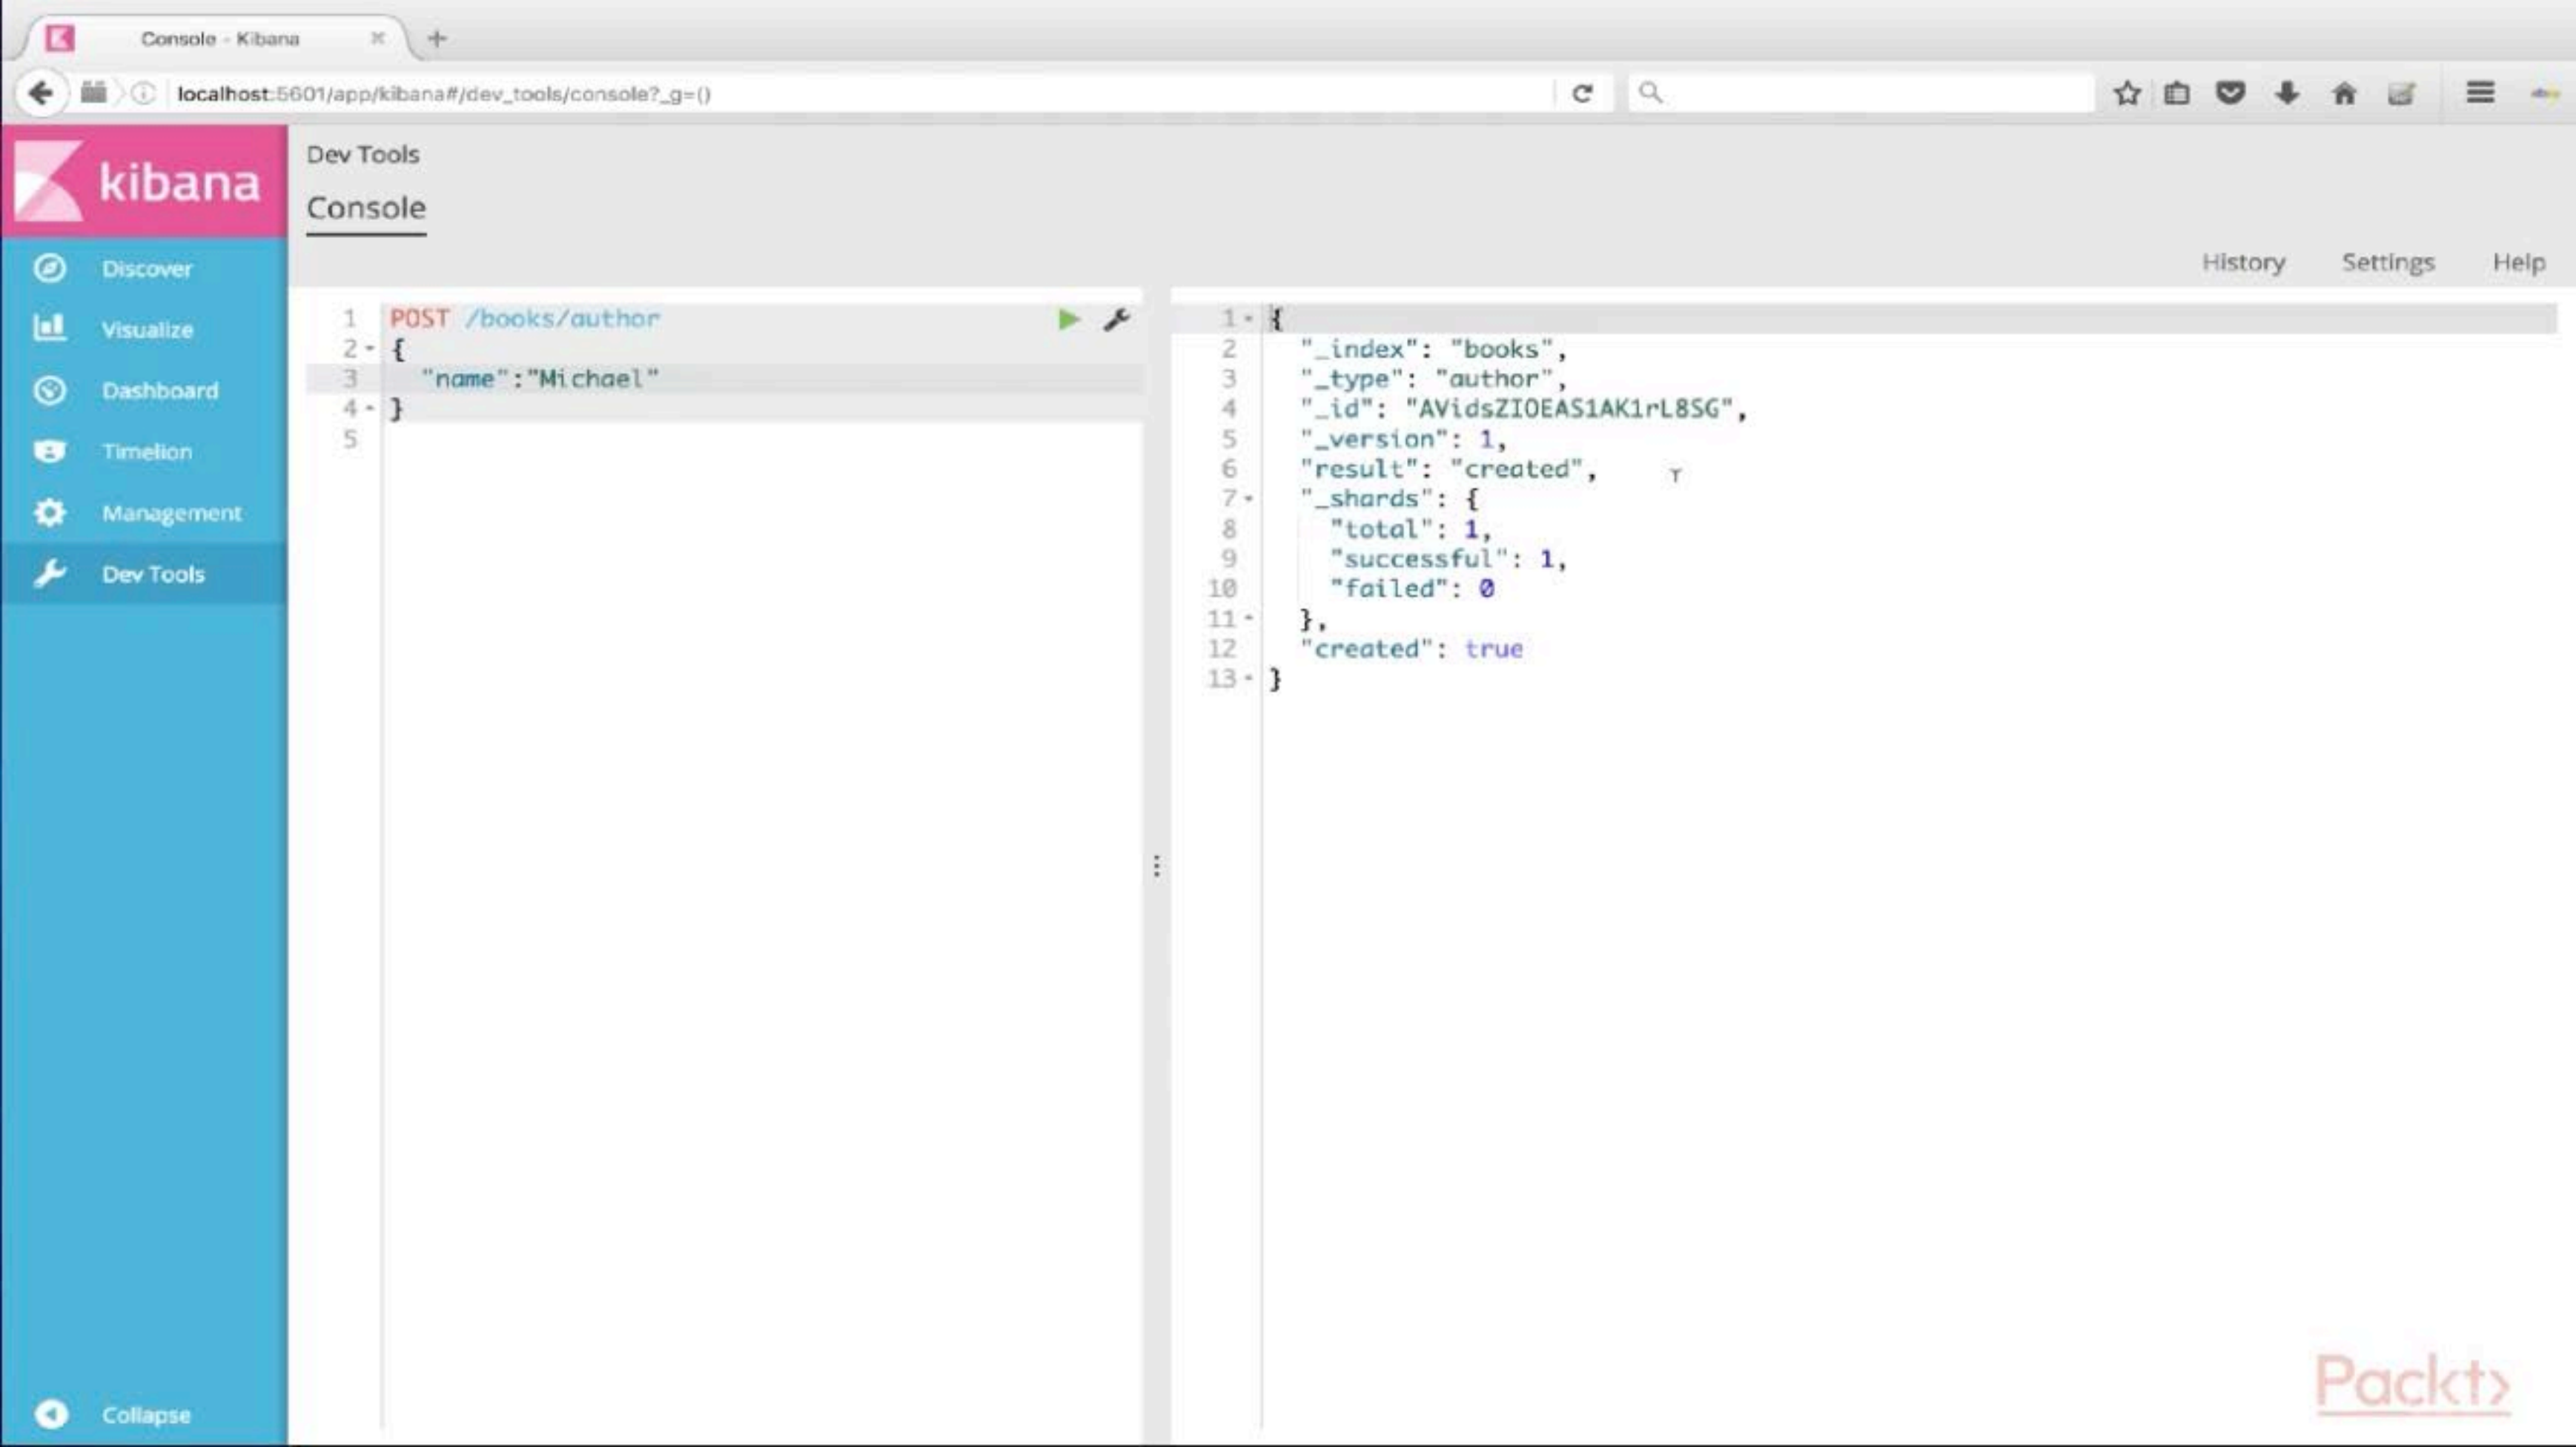 Console - Kibana
localhost:5601/app/kibana#/dev_tools/console?_g=()
kibana
Discover
Visualize
Dashboard
Timelion
Management
Dev Tools
Collapse
Dev Tools
Console
History Settings Help
1 POST /books/author
2 {
3 "name":"Michael"
4 }
5
1 {
2 "_index": "books",
3 "_type": "author",
4 "_id": "AVidsZIOEAS1AK1rL8SG",
5 "_version": 1,
6 "result": "created",
7 "_shards": {
8 "total": 1,
9 "successful": 1,
10 "failed": 0
11 },
12 "created": true
13 }
Packt>